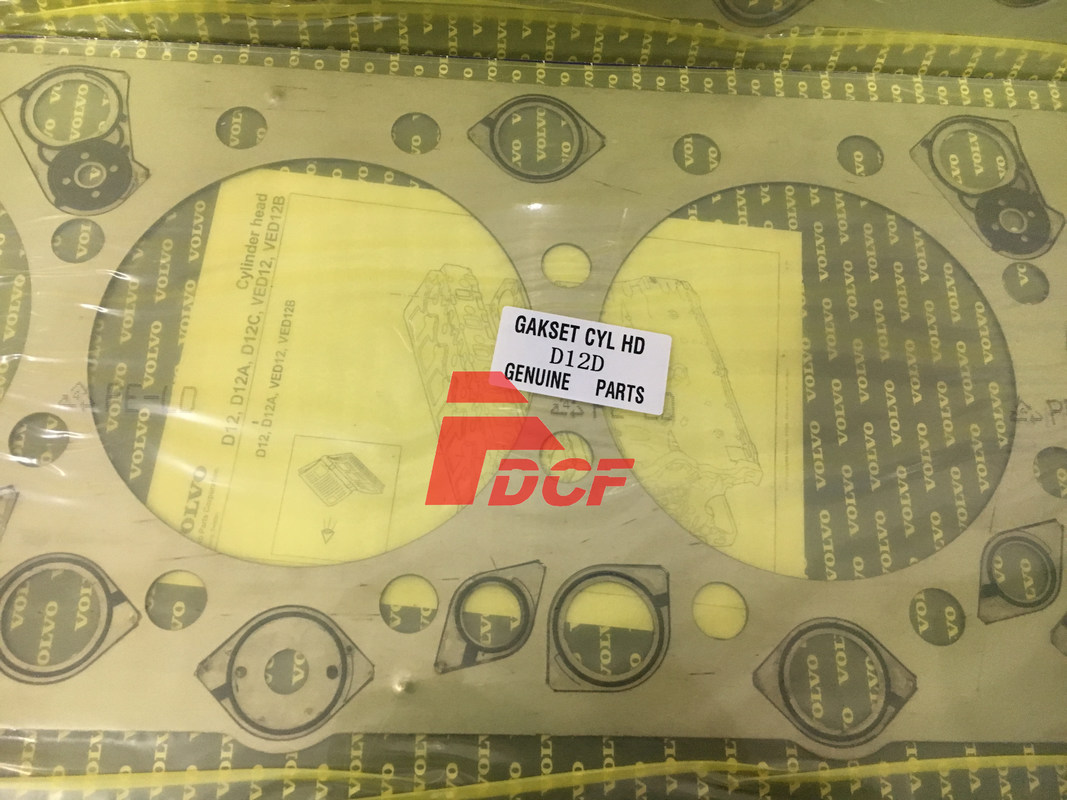 Cylinder head
D12, D12A, D12C, VED12, VED12B
D12, D12A, VED12, VED12B
VOLVO
GAKSET CYL HD
D12D
GENUINE PARTS
DCF
VOLVO